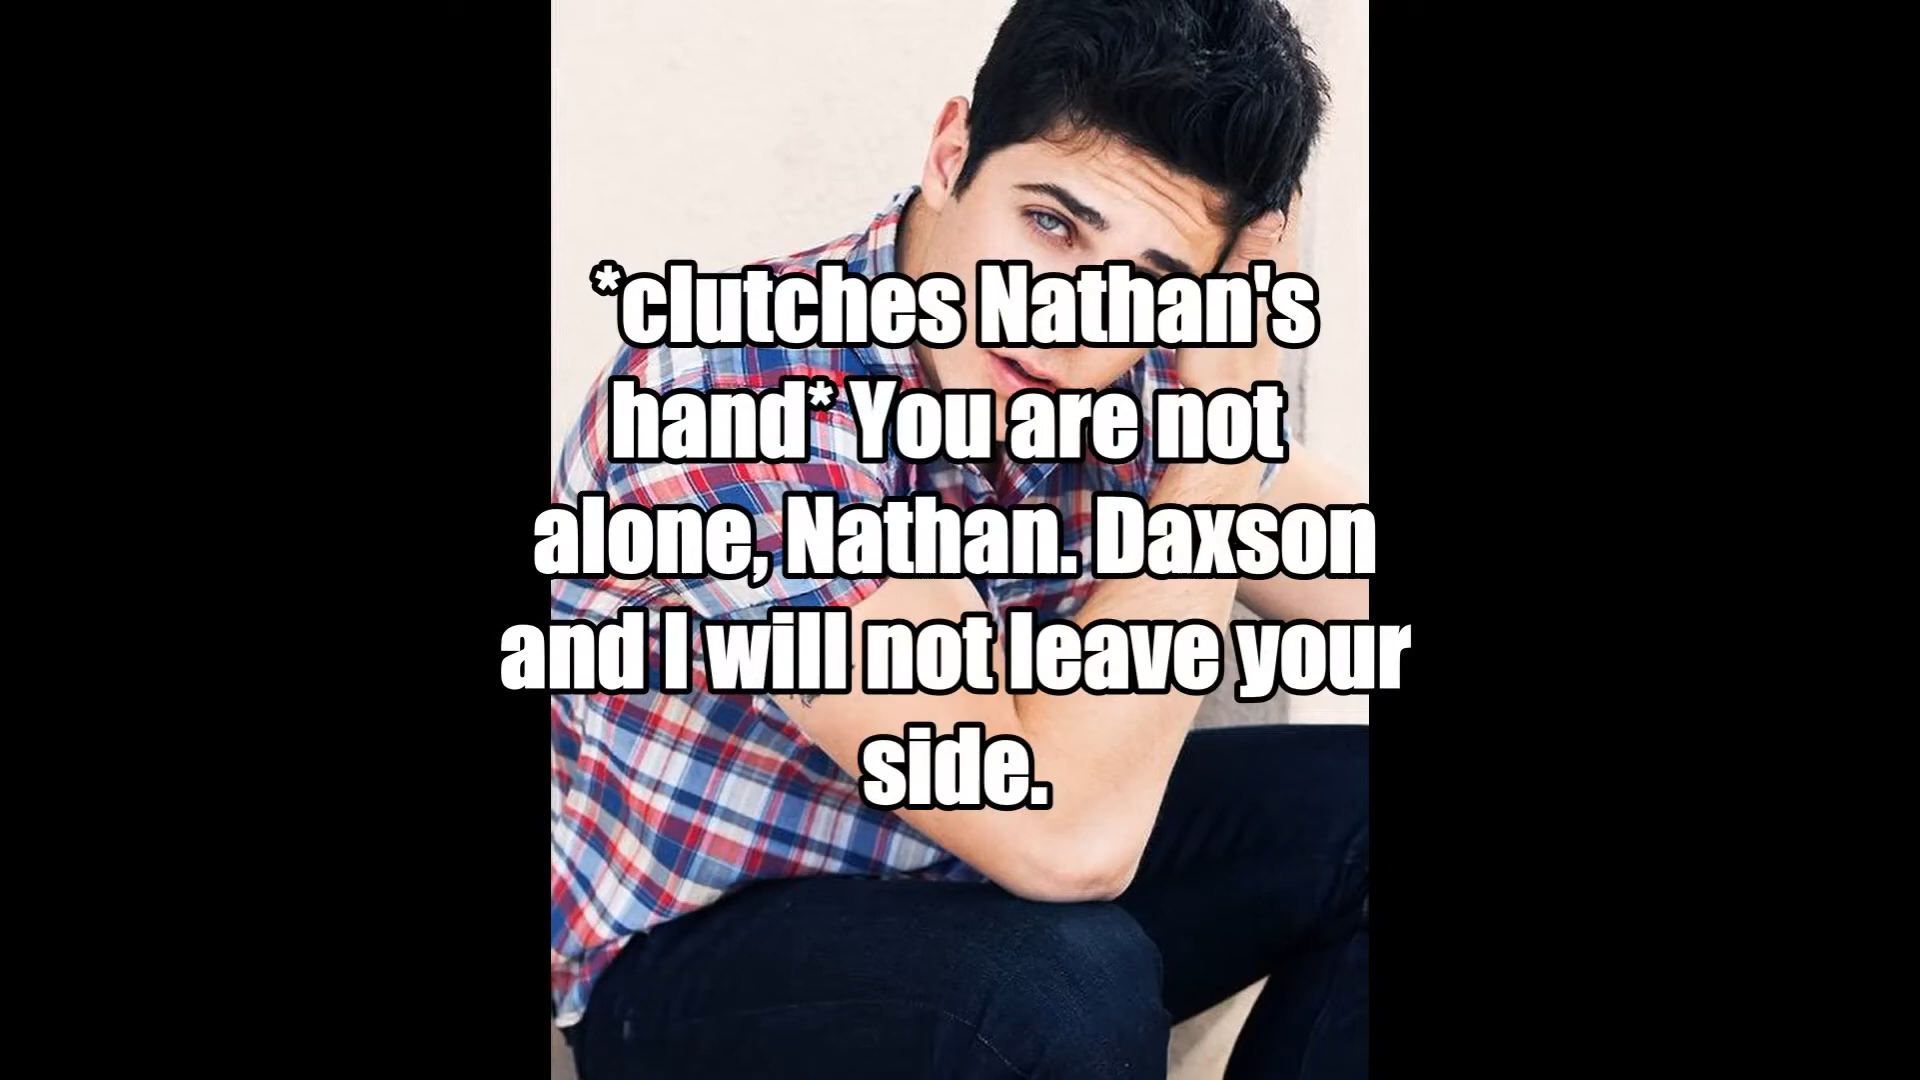 *clutches Nathan's
hand* You are not
alone, Nathan. Daxson
and I will not leave your
side.